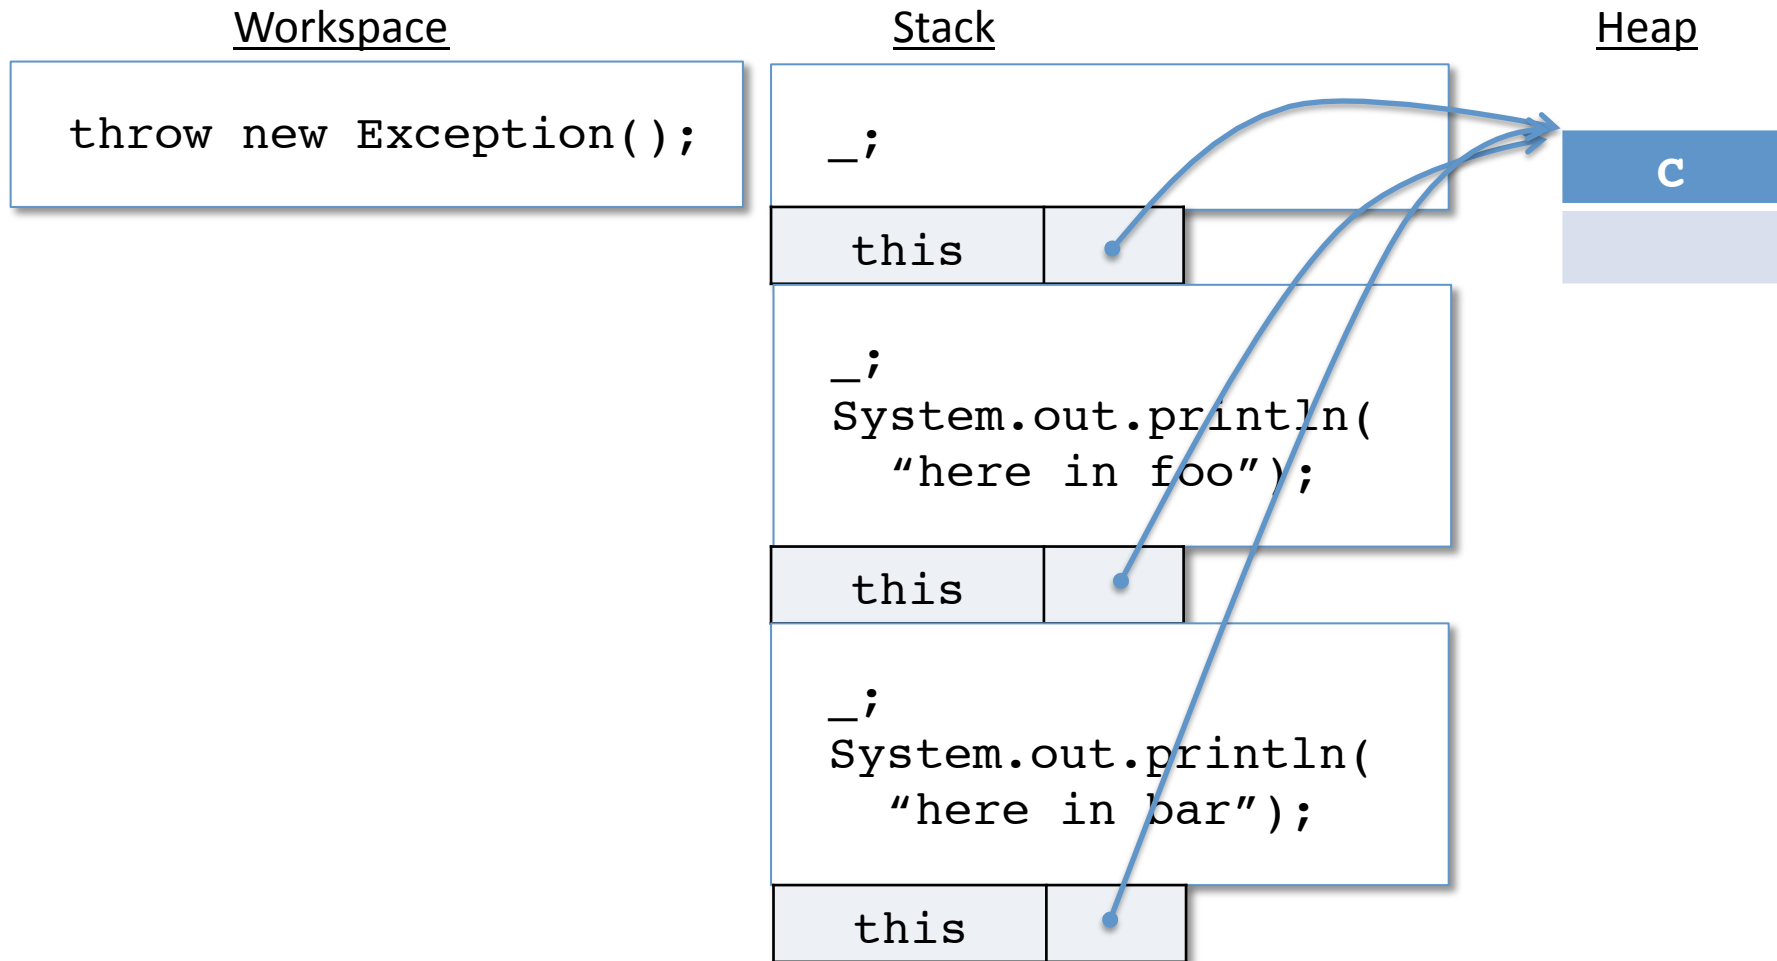 Workspace
Stack
Heap
throw new Exception();
_;
C
this
_;
System.out.println(
“here in foo”);
this
_;
System.out.println(
“here in bar”);
this